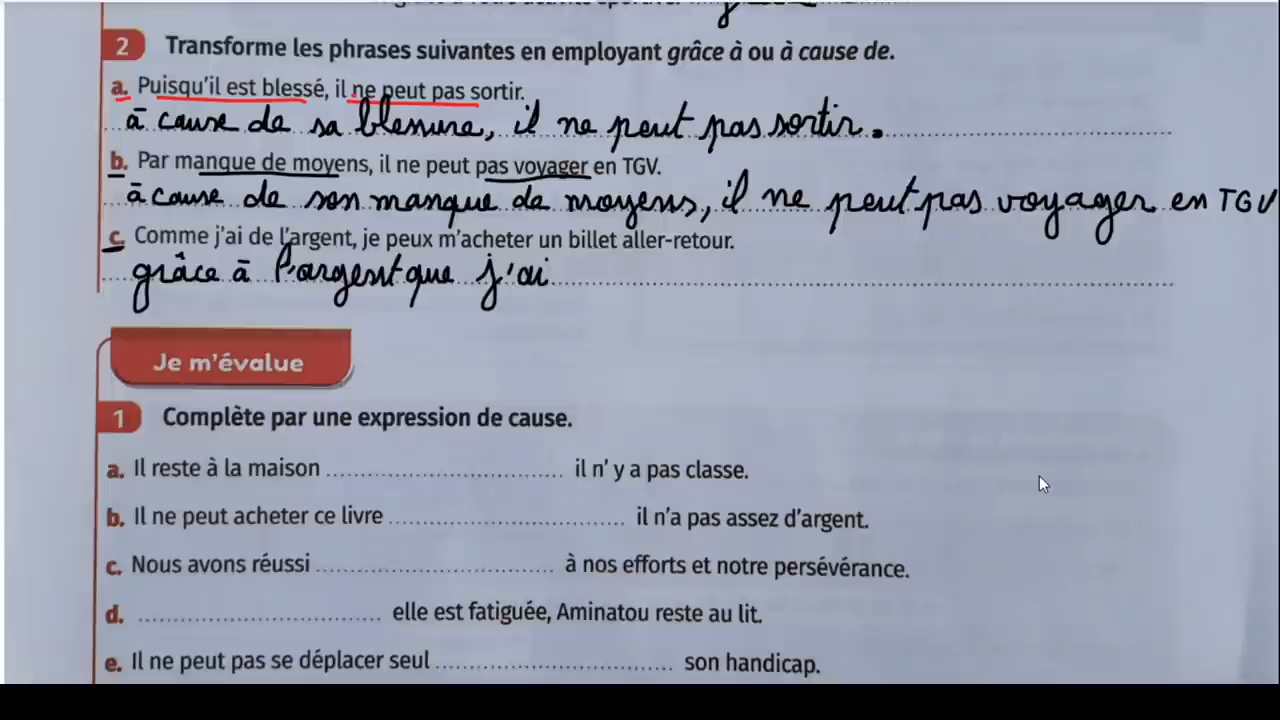 2 Transforme les phrases suivantes en employant grâce à ou à cause de.
a. Puisqu'il est blessé, il ne peut pas sortir.
à cause de sa blessure, il ne peut pas sortir.
b. Par manque de moyens, il ne peut pas voyager en TGV.
à cause de son manque de moyens, il ne peut pas voyager en TGV
c. Comme j'ai de l'argent, je peux m'acheter un billet aller-retour.
grâce à l'argent que j'ai
Je m'évalue
1 Complète par une expression de cause.
a. Il reste à la maison ........................................ il n' y a pas classe.
b. Il ne peut acheter ce livre ........................................ il n'a pas assez d'argent.
c. Nous avons réussi ........................................ à nos efforts et notre persévérance.
d. ........................................ elle est fatiguée, Aminatou reste au lit.
e. Il ne peut pas se déplacer seul ........................................ son handicap.